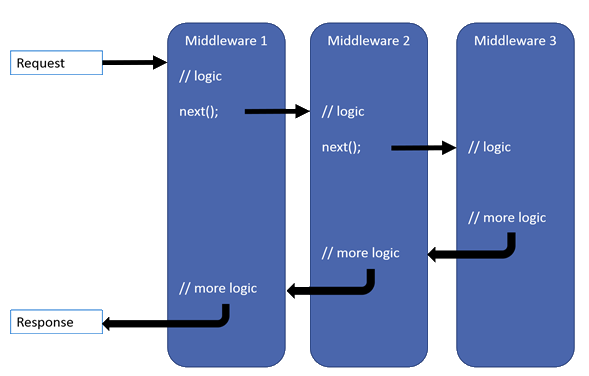 Middleware 1
Middleware 2
Middleware 3
Request
// logic
next();
// logic
next();
// logic
// more logic
// more logic
// more logic
Response